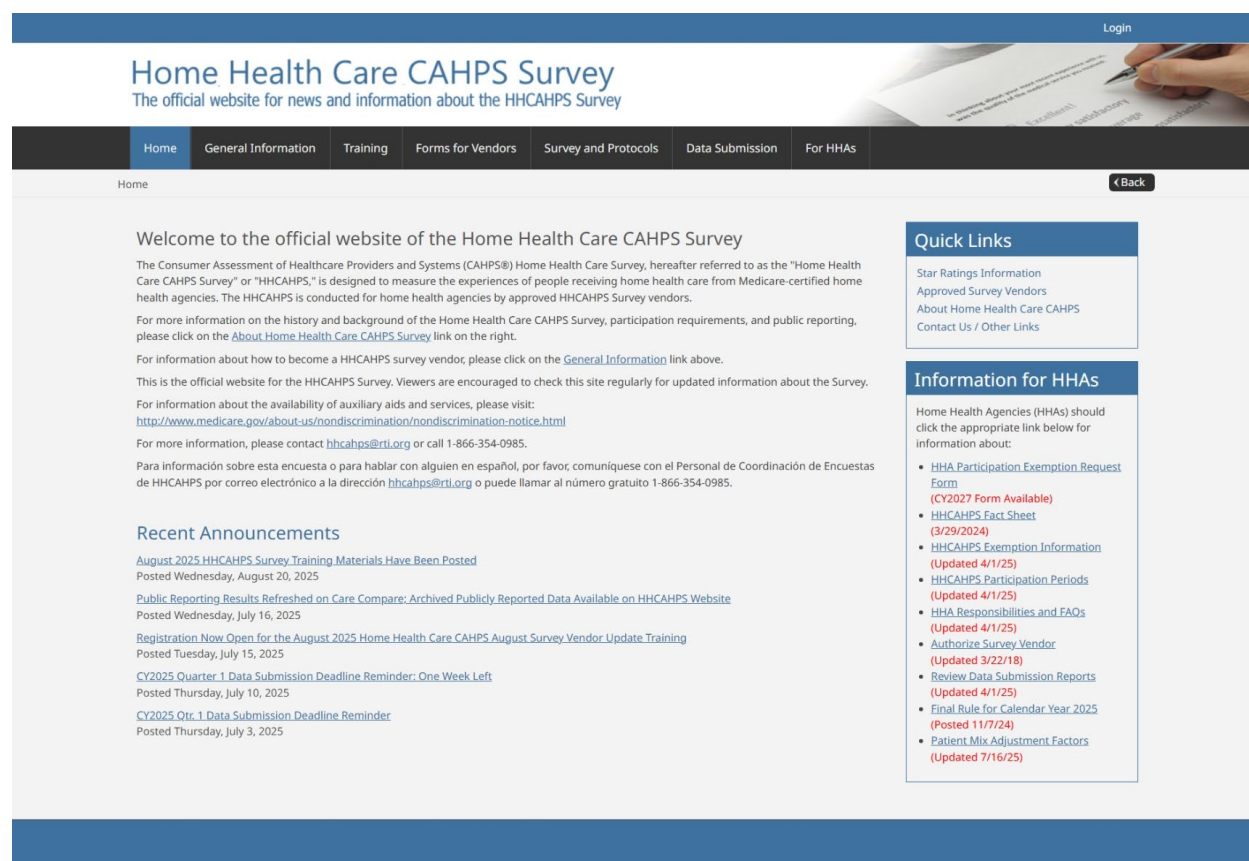 Login
Home Health Care CAHPS Survey
The official website for news and information about the HHCAHPS Survey
In thinking about your most recent experience with us,
was the quality of the medical service you received:
Excellent!
satisfactory
Home General Information Training Forms for Vendors Survey and Protocols Data Submission For HHAs
Home
Back
Welcome to the official website of the Home Health Care CAHPS Survey
The Consumer Assessment of Healthcare Providers and Systems (CAHPS®) Home Health Care Survey, hereafter referred to as the "Home Health
Care CAHPS Survey" or "HHCAHPS," is designed to measure the experiences of people receiving home health care from Medicare-certified home
health agencies. The HHCAHPS is conducted for home health agencies by approved HHCAHPS Survey vendors.
For more information on the history and background of the Home Health Care CAHPS Survey, participation requirements, and public reporting,
please click on the About Home Health Care CAHPS Survey link on the right.
For information about how to become a HHCAHPS survey vendor, please click on the General Information link above.
This is the official website for the HHCAHPS Survey. Viewers are encouraged to check this site regularly for updated information about the Survey.
For information about the availability of auxiliary aids and services, please visit:
http://www.medicare.gov/about-us/nondiscrimination/nondiscrimination-notice.html
For more information, please contact hhcahps@rti.org or call 1-866-354-0985.
Para información sobre esta encuesta o para hablar con alguien en español, por favor, comuníquese con el Personal de Coordinación de Encuestas
de HHCAHPS por correo electrónico a la dirección hhcahps@rti.org o puede llamar al número gratuito 1-866-354-0985.
Recent Announcements
August 2025 HHCAHPS Survey Training Materials Have Been Posted
Posted Wednesday, August 20, 2025
Public Reporting Results Refreshed on Care Compare; Archived Publicly Reported Data Available on HHCAHPS Website
Posted Wednesday, July 16, 2025
Registration Now Open for the August 2025 Home Health Care CAHPS August Survey Vendor Update Training
Posted Tuesday, July 15, 2025
CY2025 Quarter 1 Data Submission Deadline Reminder: One Week Left
Posted Thursday, July 10, 2025
CY2025 Qtr. 1 Data Submission Deadline Reminder
Posted Thursday, July 3, 2025
Quick Links
Star Ratings Information
Approved Survey Vendors
About Home Health Care CAHPS
Contact Us / Other Links
Information for HHAs
Home Health Agencies (HHAs) should
click the appropriate link below for
information about:
HHA Participation Exemption Request
Form
(CY2027 Form Available)
HHCAHPS Fact Sheet
(3/29/2024)
HHCAHPS Exemption Information
(Updated 4/1/25)
HHCAHPS Participation Periods
(Updated 4/1/25)
HHA Responsibilities and FAQs
(Updated 4/1/25)
Authorize Survey Vendor
(Updated 3/22/18)
Review Data Submission Reports
(Updated 4/1/25)
Final Rule for Calendar Year 2025
(Posted 11/7/24)
Patient Mix Adjustment Factors
(Updated 7/16/25)